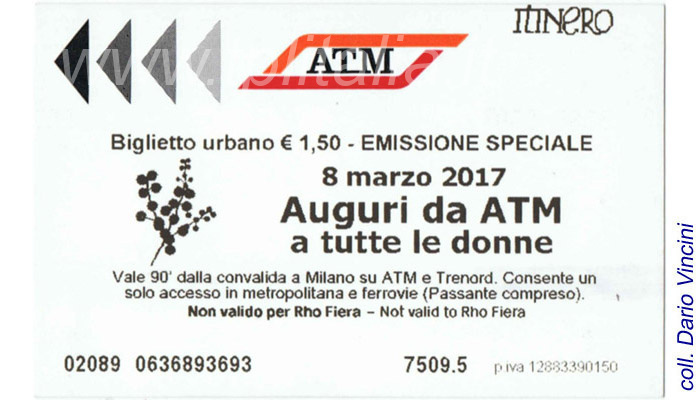 ITINERO
ATM
Biglietto urbano € 1,50 - EMISSIONE SPECIALE
8 marzo 2017
Auguri da ATM
a tutte le donne
Vale 90' dalla convalida a Milano su ATM e Trenord. Consente un
solo accesso in metropolitana e ferrovie (Passante compreso).
Non valido per Rho Fiera – Not valid to Rho Fiera
02089 0636893693 7509.5 p iva 12883390150
coll. Dario Vincini